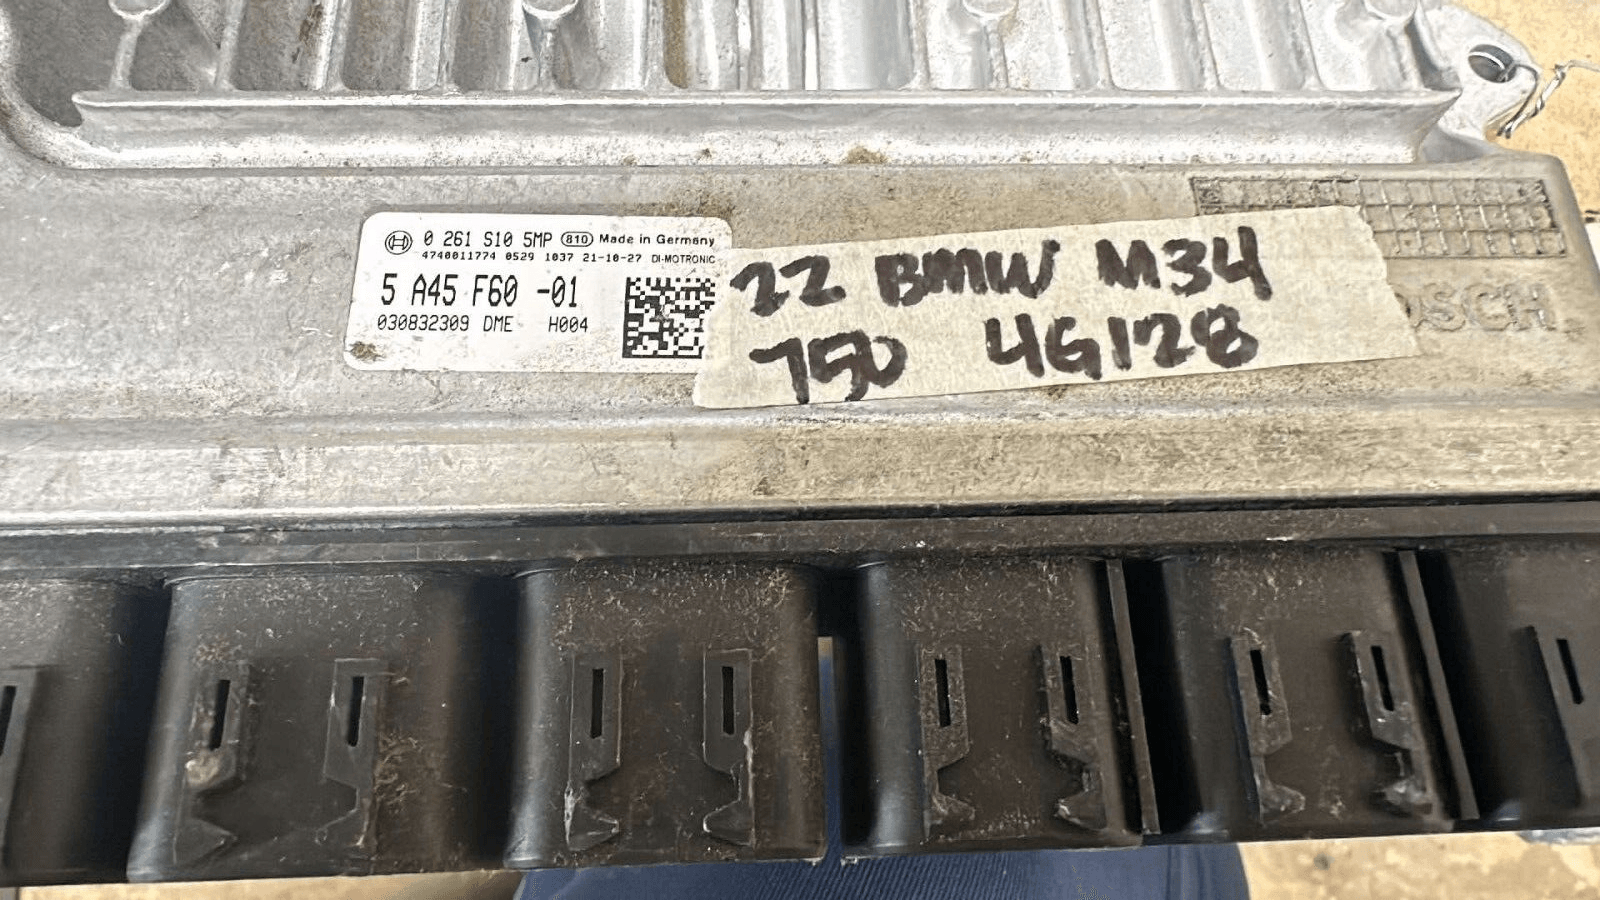 0 261 S10 5MP 810 Made in Germany
4740011774 0529 1037 21-10-27 DI-MOTRONIC
5 A45 F60 -01
030832309 DME H004
22 BMW M34
750 4G128
OSCH